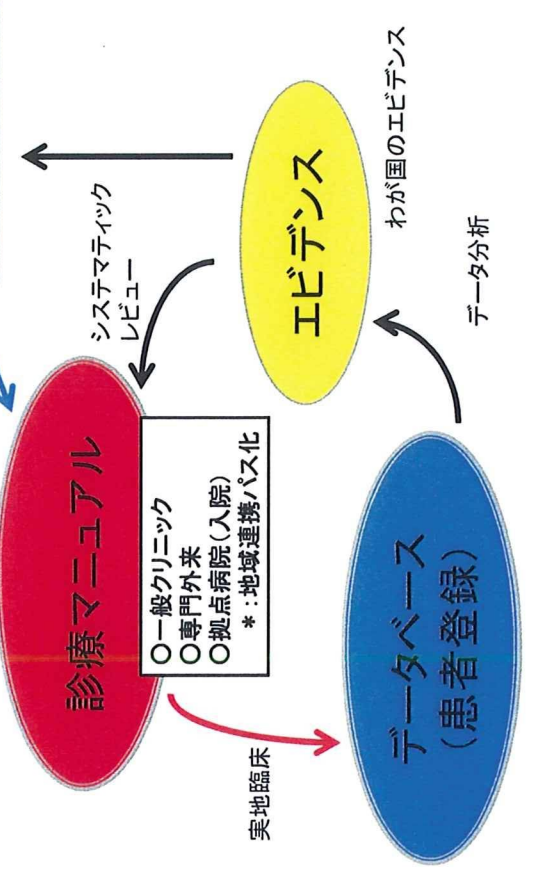 診療マニュアル
○一般クリニック
○専門外来
○拠点病院(入院)
*:地域連携パス化
システマティック
レビュー
エビデンス
わが国のエビデンス
データ分析
実地臨床
データベース
(患者登録)